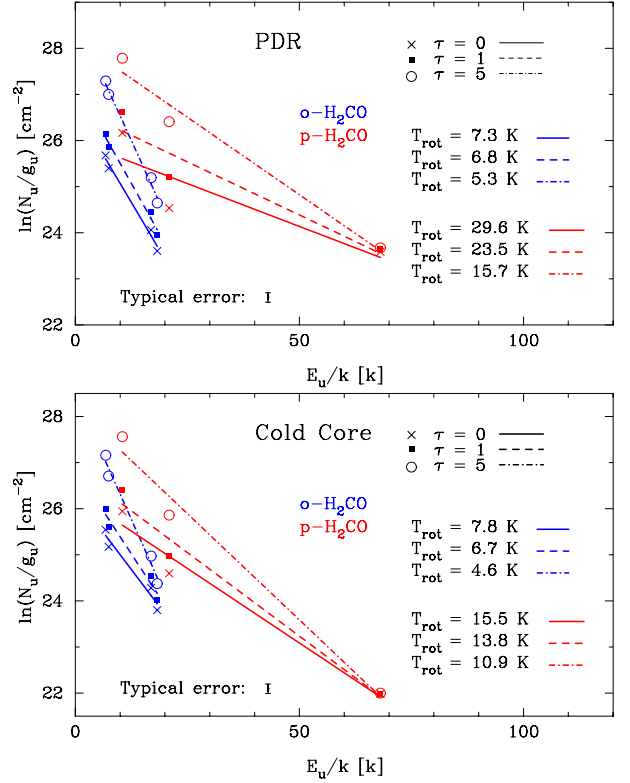 PDR
τ = 0
τ = 1
τ = 5
o-H₂CO
p-H₂CO
T_rot = 7.3 K
T_rot = 6.8 K
T_rot = 5.3 K
T_rot = 29.6 K
T_rot = 23.5 K
T_rot = 15.7 K
Typical error:
ln(N_u/g_u) [cm⁻²]
28
26
24
22
0 50 100
E_u/k [k]
Cold Core
τ = 0
τ = 1
τ = 5
o-H₂CO
p-H₂CO
T_rot = 7.8 K
T_rot = 6.7 K
T_rot = 4.6 K
T_rot = 15.5 K
T_rot = 13.8 K
T_rot = 10.9 K
Typical error:
ln(N_u/g_u) [cm⁻²]
28
26
24
22
0 50 100
E_u/k [k]